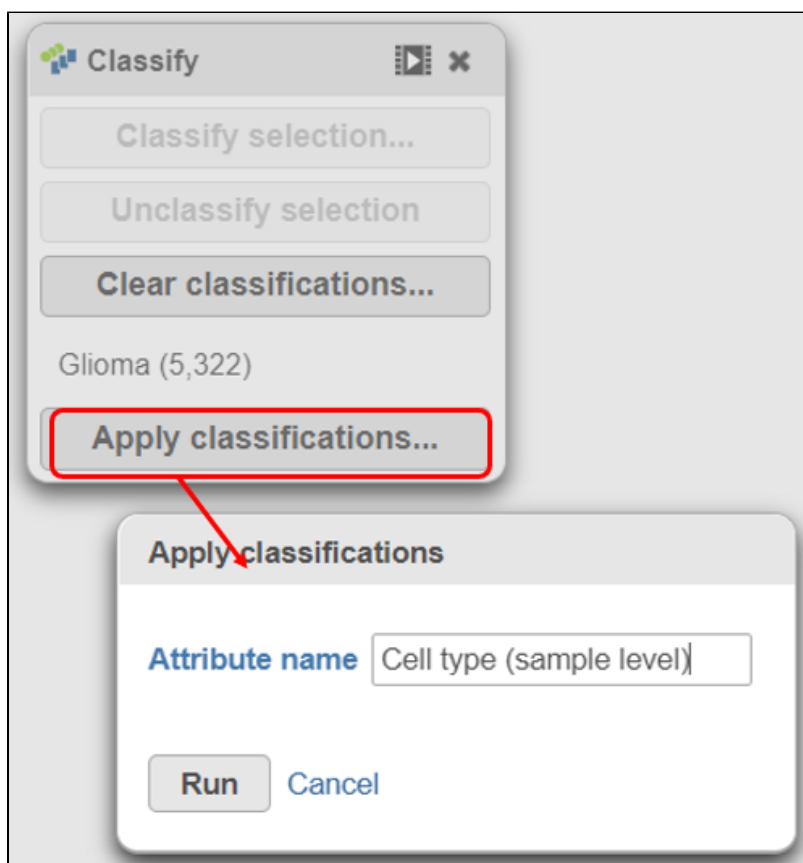 Classify
Classify selection...
Unclassify selection
Clear classifications...
Glioma (5,322)
Apply classifications...
Apply classifications
Attribute name Cell type (sample level)
Run Cancel